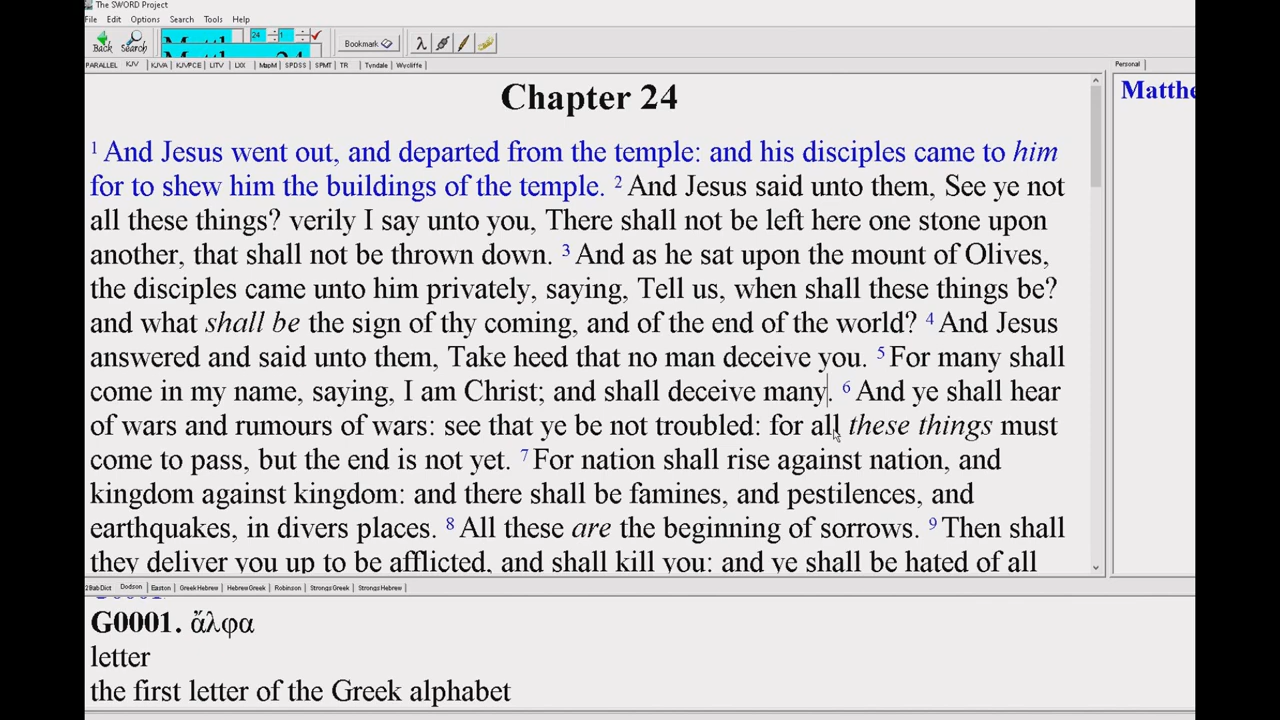 The SWORD Project
File Edit Options Search Tools Help
Back Search 24 1 Bookmark λ
PARALLEL KJV KJVA KJVPCE LITV LXX MapM SPDSS SPMT TR Tyndale Wycliffe
Personal
Matthe
Chapter 24
1 And Jesus went out, and departed from the temple: and his disciples came to him
for to shew him the buildings of the temple. 2 And Jesus said unto them, See ye not
all these things? verily I say unto you, There shall not be left here one stone upon
another, that shall not be thrown down. 3 And as he sat upon the mount of Olives,
the disciples came unto him privately, saying, Tell us, when shall these things be?
and what shall be the sign of thy coming, and of the end of the world? 4 And Jesus
answered and said unto them, Take heed that no man deceive you. 5 For many shall
come in my name, saying, I am Christ; and shall deceive many. 6 And ye shall hear
of wars and rumours of wars: see that ye be not troubled: for all these things must
come to pass, but the end is not yet. 7 For nation shall rise against nation, and
kingdom against kingdom: and there shall be famines, and pestilences, and
earthquakes, in divers places. 8 All these are the beginning of sorrows. 9 Then shall
they deliver you up to be afflicted, and shall kill you: and ye shall be hated of all
2 Bab Dict Dodson Easton Greek Hebrew Hebrew Greek Robinson Strongs Greek Strongs Hebrew
G0001. ἄλφα
letter
the first letter of the Greek alphabet